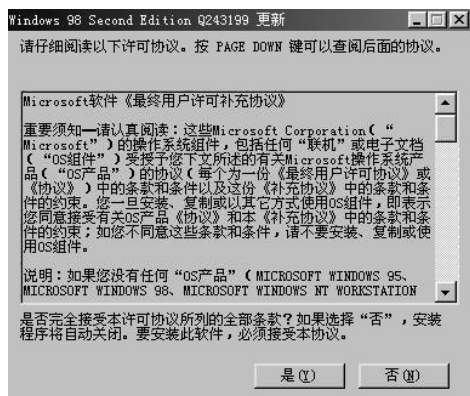 Windows 98 Second Edition Q243199 更新
请仔细阅读以下许可协议。按 PAGE DOWN 键可以查阅后面的协议。
Microsoft软件《最终用户许可补充协议》
重要须知—请认真阅读：这些Microsoft Corporation（“
Microsoft”）的操作系统组件，包括任何“联机”或电子文档
（“OS组件”）受授予您下文所述的有关Microsoft操作系统产
品（“OS产品”）的协议（每个为一份《最终用户许可协议》或
《协议》）中的条款和条件以及这份《补充协议》中的条款和条
件的约束。您一旦安装、复制或以其它方式使用OS组件，即表示
您同意接受有关OS产品《协议》和本《补充协议》中的条款和条
件的约束；如您不同意这些条款和条件，请不要安装、复制或使
用OS组件。
说明：如果您没有任何“OS产品”（MICROSOFT WINDOWS 95、
MICROSOFT WINDOWS 98、MICROSOFT WINDOWS NT WORKSTATION
是否完全接受本许可协议所列的全部条款？如果选择“否”，安装
程序将自动关闭。要安装此软件，必须接受本协议。
是(Y) 否(N)